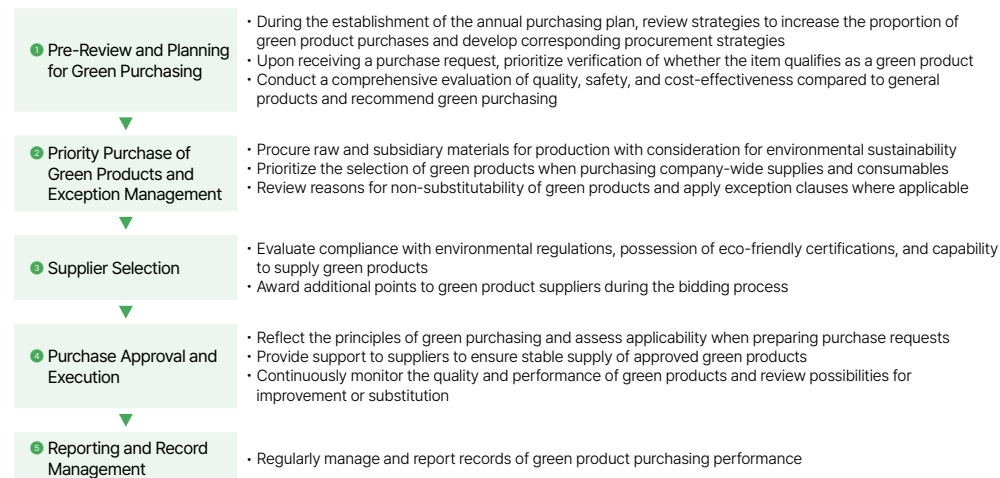 ❶ Pre-Review and Planning
for Green Purchasing
• During the establishment of the annual purchasing plan, review strategies to increase the proportion of
green product purchases and develop corresponding procurement strategies
• Upon receiving a purchase request, prioritize verification of whether the item qualifies as a green product
• Conduct a comprehensive evaluation of quality, safety, and cost-effectiveness compared to general
products and recommend green purchasing
❷ Priority Purchase of
Green Products and
Exception Management
• Procure raw and subsidiary materials for production with consideration for environmental sustainability
• Prioritize the selection of green products when purchasing company-wide supplies and consumables
• Review reasons for non-substitutability of green products and apply exception clauses where applicable
❸ Supplier Selection
• Evaluate compliance with environmental regulations, possession of eco-friendly certifications, and capability
to supply green products
• Award additional points to green product suppliers during the bidding process
❹ Purchase Approval and
Execution
• Reflect the principles of green purchasing and assess applicability when preparing purchase requests
• Provide support to suppliers to ensure stable supply of approved green products
• Continuously monitor the quality and performance of green products and review possibilities for
improvement or substitution
❺ Reporting and Record
Management
• Regularly manage and report records of green product purchasing performance